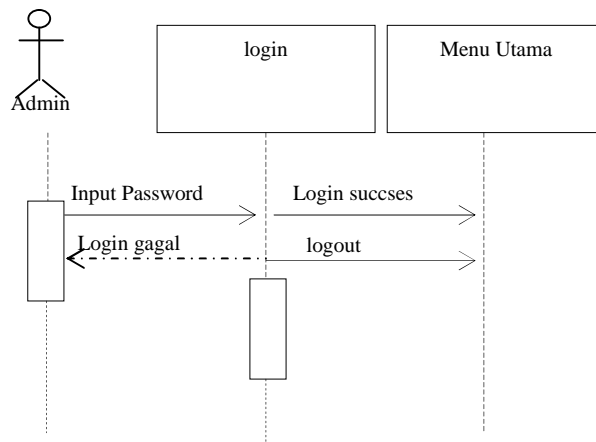 login
Menu Utama
Admin
Input Password
Login succses
Login gagal
logout